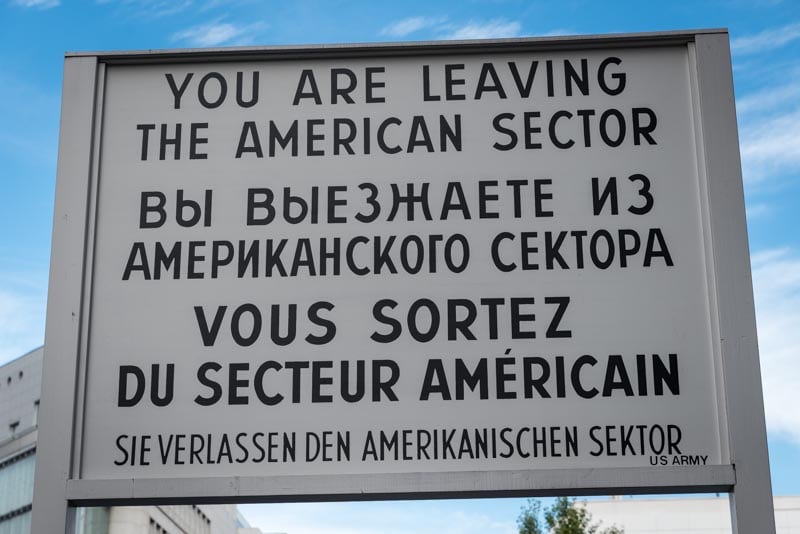 YOU ARE LEAVING
THE AMERICAN SECTOR
ВЫ ВЫЕЗЖАЕТЕ ИЗ
АМЕРИКАНСКОГО СЕКТОРА
VOUS SORTEZ
DU SECTEUR AMÉRICAIN
SIE VERLASSEN DEN AMERIKANISCHEN SEKTOR
US ARMY